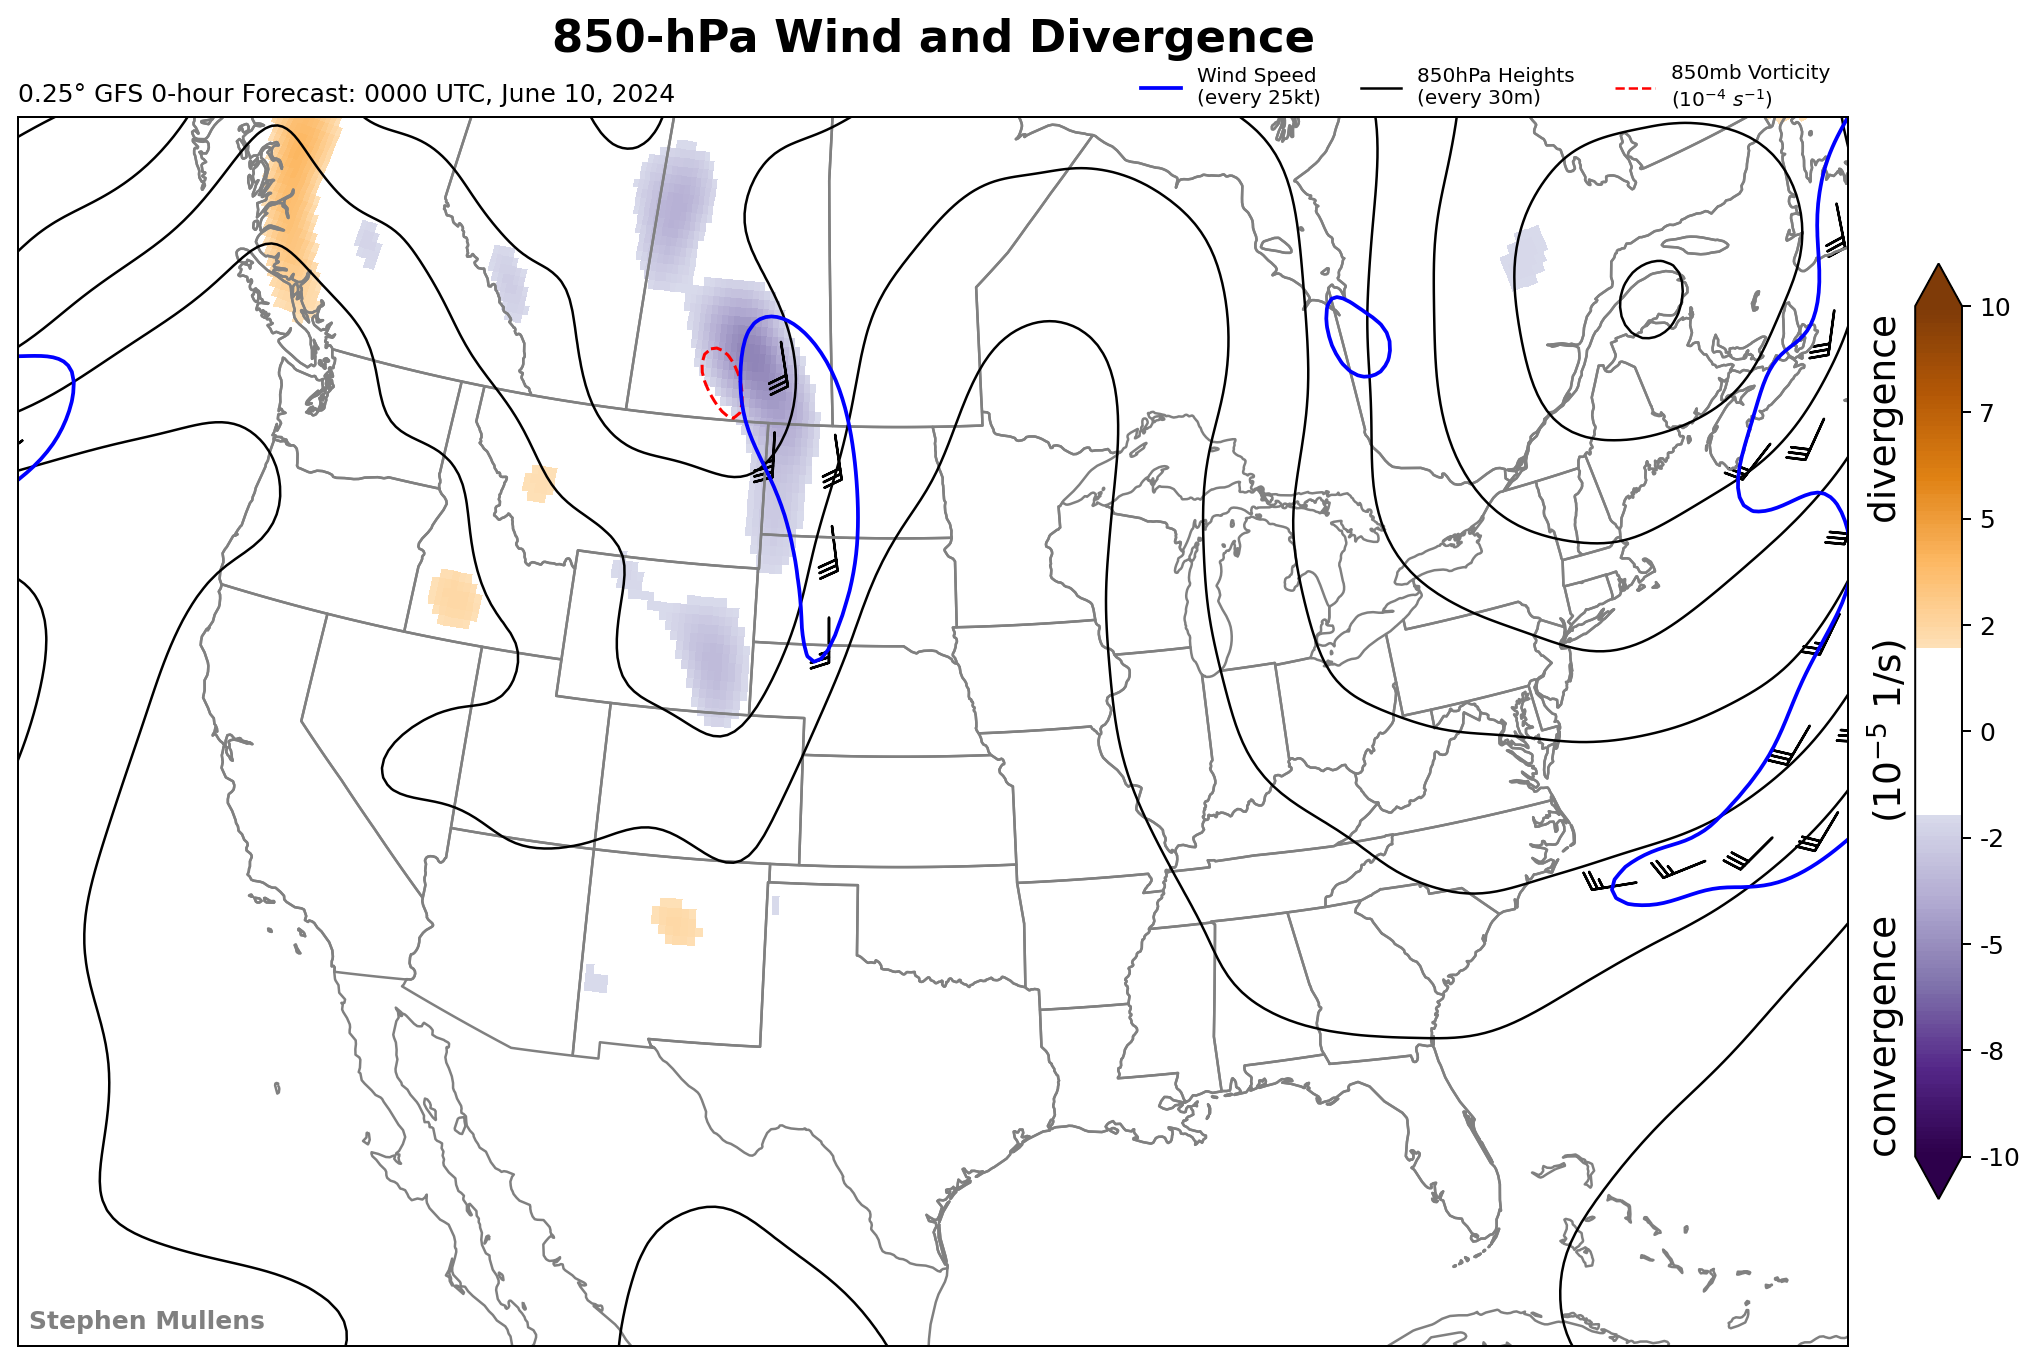 850-hPa Wind and Divergence
0.25° GFS 0-hour Forecast: 0000 UTC, June 10, 2024
Wind Speed
(every 25kt)
850hPa Heights
(every 30m)
850mb Vorticity
(10⁻⁴ s⁻¹)
10
7
5
2
0
-2
-5
-8
-10
convergence (10⁻⁵ 1/s) divergence
Stephen Mullens